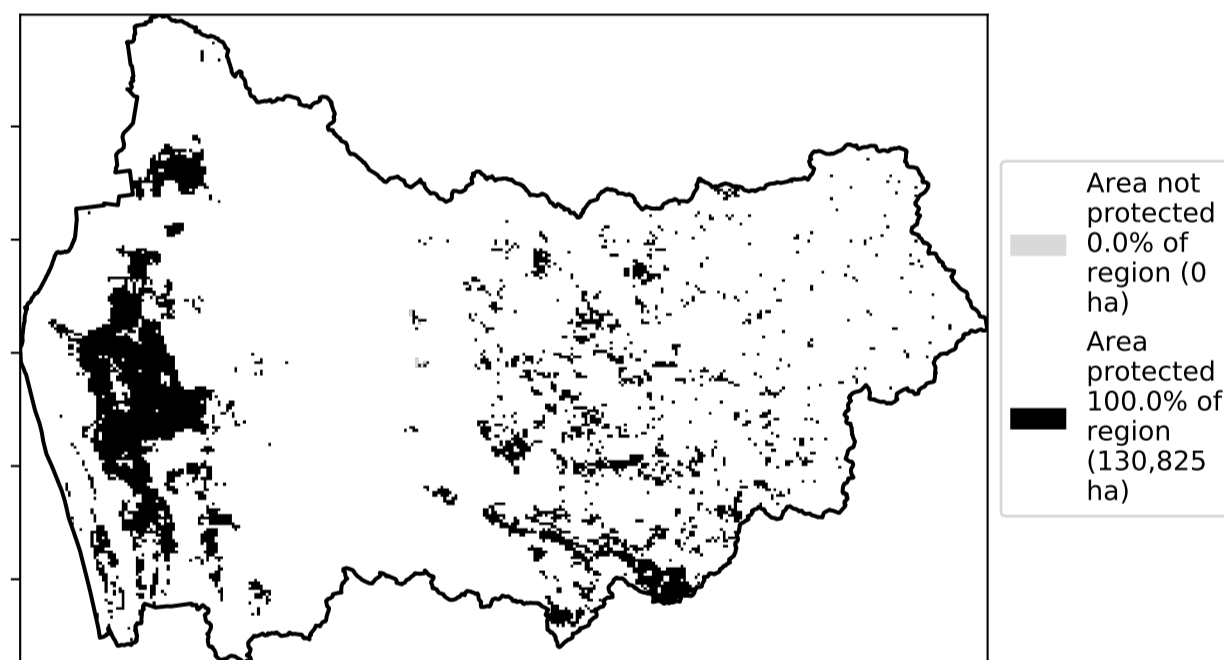 Area not
protected
0.0% of
region (0
ha)
Area
protected
100.0% of
region
(130,825
ha)